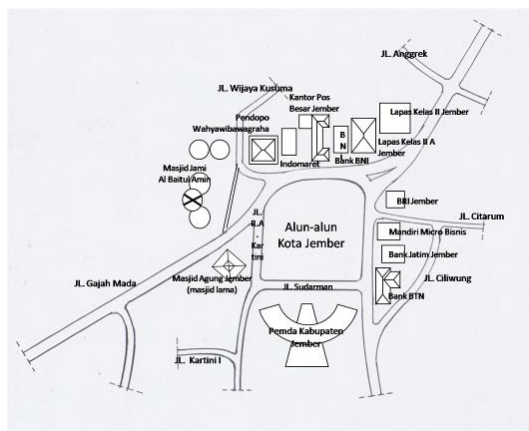 JL. Anggrek
JL. Wijaya Kusuma
Kantor Pos
Besar Jember
Lapas Kelas II Jember
Pendopo
Wahyawibawagraha
B
N
I
Lapas Kelas II A
Jember
Indomaret
Bank BNI
Masjid Jami
Al Baitul Amin
BRI Jember
JL. Citarum
JL.
R.A
.
Kar
tini
Alun-alun
Kota Jember
Mandiri Micro Bisnis
Bank Jatim Jember
Masjid Agung Jember
(masjid lama)
JL. Gajah Mada
JL. Sudarman
JL. Ciliwung
Bank BTN
Pemda Kabupaten
Jember
JL. Kartini I